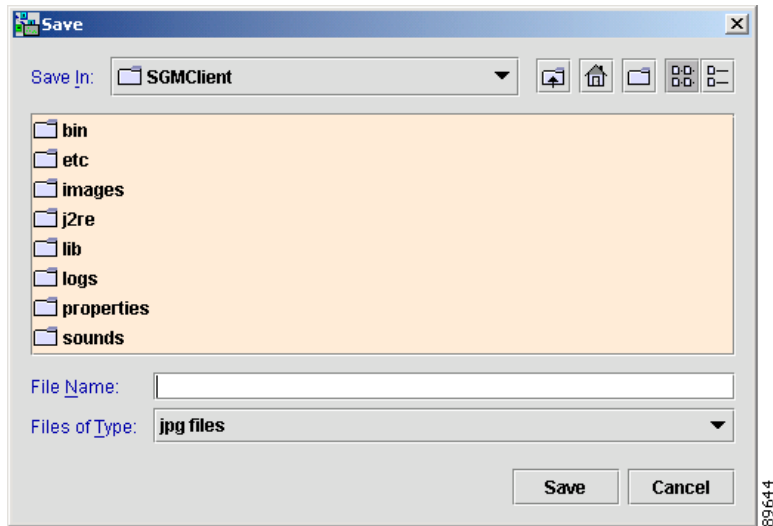 Save
Save In: SGMClient
bin
etc
images
j2re
lib
logs
properties
sounds
File Name:
Files of Type: jpg files
Save Cancel
89644